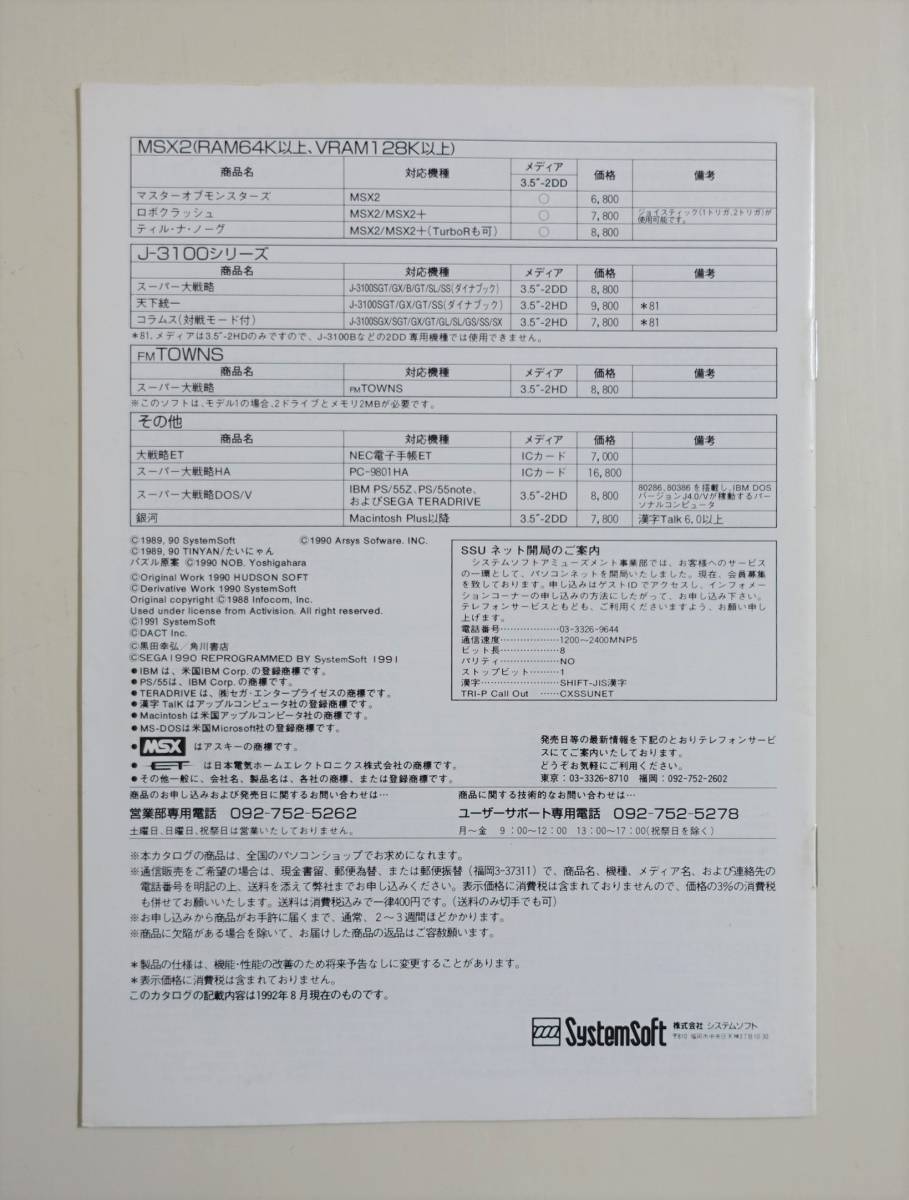 MSX2(RAM64K以上、VRAM128K以上)
商品名 対応機種 メディア 価格 備考
3.5"-2DD
マスターオブモンスターズ MSX2 ○ 6,800
ロボクラッシュ MSX2/MSX2+ ○ 7,800 ジョイスティック(1トリガ、2トリガ)が使用可能です。
ティル・ナ・ノーグ MSX2/MSX2+(TurboRも可) ○ 8,800
J-3100シリーズ
商品名 対応機種 メディア 価格 備考
スーパー大戦略 J-3100SGT/GX/B/GT/SL/SS(ダイナブック) 3.5"-2DD 8,800
天下統一 J-3100SGT/GX/GT/SS(ダイナブック) 3.5"-2HD 9,800 *81
コラムス(対戦モード付) J-3100SGX/SGT/GX/GT/GL/SL/GS/SS/SX 3.5"-2HD 7,800 *81
*81.メディアは3.5"-2HDのみですので、J-3100Bなどの2DD専用機種では使用できません。
FM TOWNS
商品名 対応機種 メディア 価格 備考
スーパー大戦略 FM TOWNS 3.5"-2HD 8,800
※このソフトは、モデル1の場合、2ドライブとメモリ2MBが必要です。
その他
商品名 対応機種 メディア 価格 備考
大戦略ET NEC電子手帳ET ICカード 7,000
スーパー大戦略HA PC-9801HA ICカード 16,800
スーパー大戦略DOS/V IBM PS/55Z、PS/55note、およびSEGA TERADRIVE 3.5"-2HD 8,800 80286、80386を搭載し、IBM DOSバージョンJ4.0/Vが稼動するパーソナルコンピュータ
銀河 Macintosh Plus以降 3.5"-2DD 7,800 漢字Talk 6.0以上
©1989, 90 SystemSoft ©1990 Arsys Sofware. INC.
©1989, 90 TINYAN/たいにゃん
パズル原案 ©1990 NOB. Yoshigahara
©Original Work 1990 HUDSON SOFT
©Derivative Work 1990 SystemSoft
Original copyright ©1988 Infocom, Inc.
Used under license from Activision. All right reserved.
©1991 SystemSoft
©DACT Inc.
©黒田幸弘/角川書店
©SEGA 1990 REPROGRAMMED BY SystemSoft 1991
●IBMは、米国IBM Corp.の登録商標です。
●PS/55は、IBM Corp.の商標です。
●TERADRIVEは、㈱セガ・エンタープライゼスの商標です。
●漢字TalKはアップルコンピュータ社の登録商標です。
●Macintoshは米国アップルコンピータ社の商標です。
●MS-DOSは米国Microsoft社の登録商標です。
●MSXはアスキーの商標です。
●ETは日本電気ホームエレクトロニクス株式会社の商標です。
●その他一般に、会社名、製品名は、各社の商標、または登録商標です。
SSUネット開局のご案内
システムソフトアミューズメント事業部では、お客様へのサービス
の一環として、パソコンネットを開局いたしました。現在、会員募集
を致しております。申し込みはゲストIDでアクセスし、インフォメー
ションコーナーの申し込みの方法にしたがって、お申し込み下さい。
テレフォンサービスともども、ご利用くださいますよう、お願い申し
上げます。
電話番号………………03-3326-9644
通信速度………………1200~2400MNP5
ビット長………………8
パリティ………………NO
ストップビット………1
漢字……………………SHIFT-JIS漢字
TRI-P Call Out ……CXSSUNET
発売日等の最新情報を下記のとおりテレフォンサービ
スにてご案内いたしております。
どうぞお気軽にご利用ください。
東京:03-3326-8710 福岡:092-752-2602
商品のお申し込みおよび発売日に関するお問い合わせは…
営業部専用電話 092-752-5262
土曜日、日曜日、祝祭日は営業いたしておりません。
商品に関する技術的なお問い合わせは…
ユーザーサポート専用電話 092-752-5278
月~金 9:00~12:00 13:00~17:00(祝祭日を除く)
※本カタログの商品は、全国のパソコンショップでお求めになれます。
※通信販売をご希望の場合は、現金書留、郵便為替、または郵便振替(福岡3-37311)で、商品名、機種、メディア名、および連絡先の
電話番号を明記の上、送料を添えて弊社までお申し込みください。表示価格に消費税は含まれておりませんので、価格の3%の消費税
も併せてお願いいたします。送料は消費税込みで一律400円です。(送料のみ切手でも可)
※お申し込みから商品がお手許に届くまで、通常、2~3週間ほどかかります。
※商品に欠陥がある場合を除いて、お届けした商品の返品はご容赦願います。
*製品の仕様は、機能・性能の改善のため将来予告なしに変更することがあります。
*表示価格に消費税は含まれておりません。
このカタログの記載内容は1992年8月現在のものです。
SystemSoft 株式会社 システムソフト
〒810 福岡市中央区天神